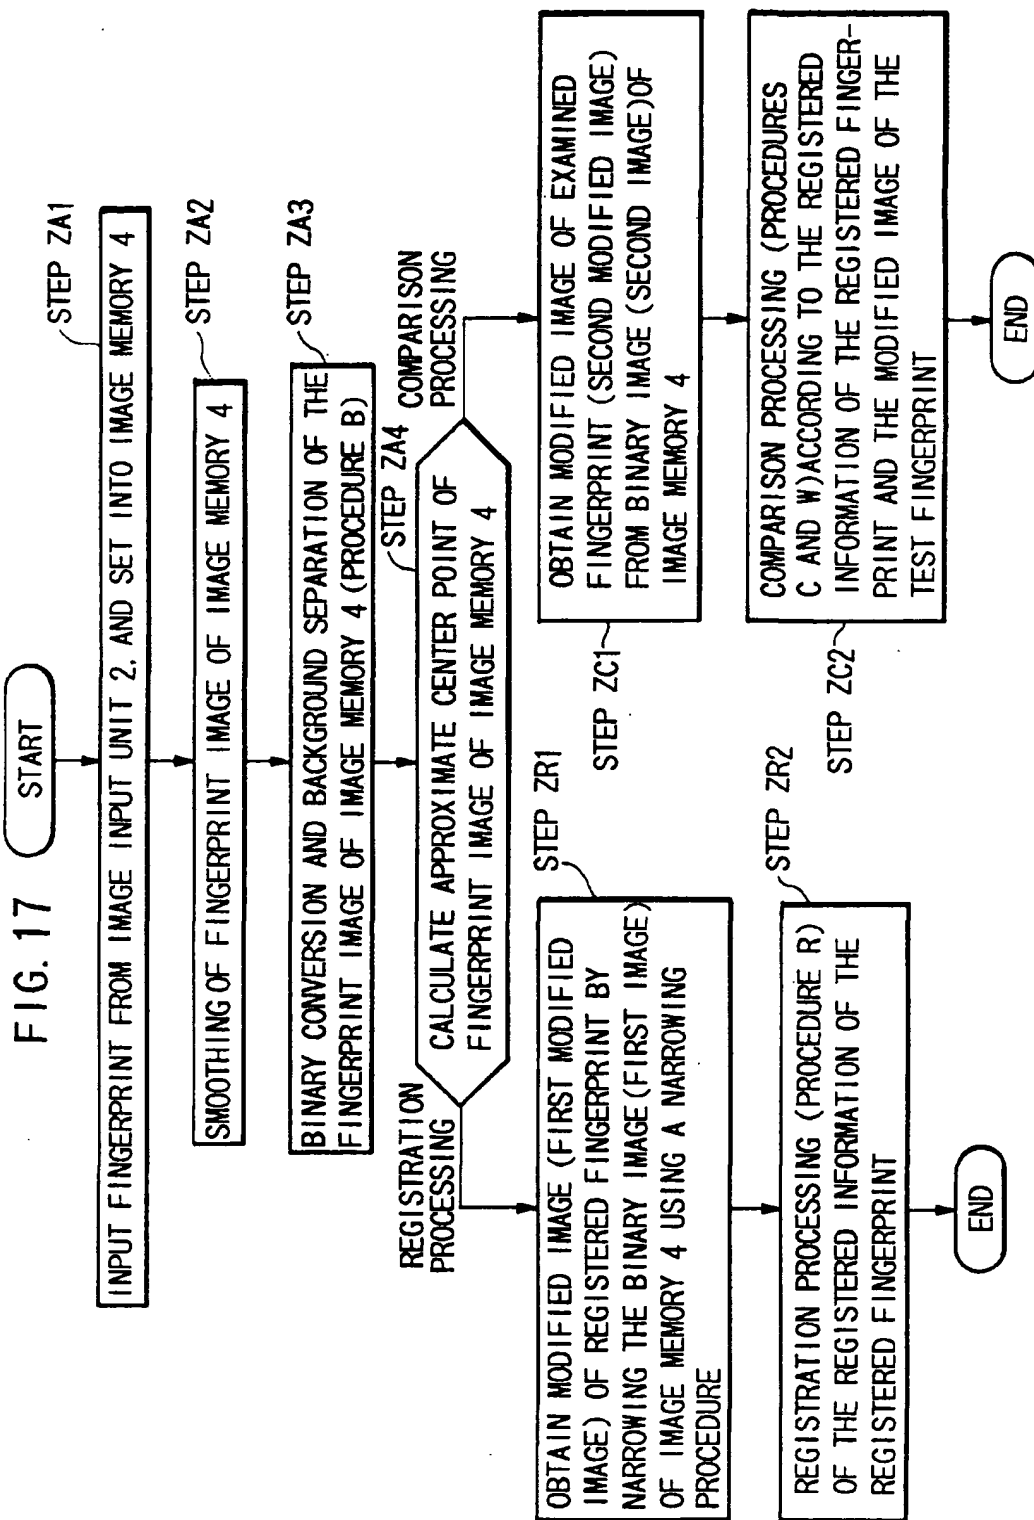 FIG. 17
START
STEP ZA1
INPUT FINGERPRINT FROM IMAGE INPUT UNIT 2, AND SET INTO IMAGE MEMORY 4
STEP ZA2
SMOOTHING OF FINGERPRINT IMAGE OF IMAGE MEMORY 4
STEP ZA3
BINARY CONVERSION AND BACKGROUND SEPARATION OF THE
FINGERPRINT IMAGE OF IMAGE MEMORY 4 (PROCEDURE B)
STEP ZA4
CALCULATE APPROXIMATE CENTER POINT OF
FINGERPRINT IMAGE OF IMAGE MEMORY 4
REGISTRATION
PROCESSING
COMPARISON
PROCESSING
STEP ZR1
OBTAIN MODIFIED IMAGE (FIRST MODIFIED
IMAGE) OF REGISTERED FINGERPRINT BY
NARROWING THE BINARY IMAGE (FIRST IMAGE)
OF IMAGE MEMORY 4 USING A NARROWING
PROCEDURE
STEP ZR2
REGISTRATION PROCESSING (PROCEDURE R)
OF THE REGISTERED INFORMATION OF THE
REGISTERED FINGERPRINT
END
OBTAIN MODIFIED IMAGE OF EXAMINED
FINGERPRINT (SECOND MODIFIED IMAGE)
FROM BINARY IMAGE (SECOND IMAGE)OF
IMAGE MEMORY 4
STEP ZC1
COMPARISON PROCESSING (PROCEDURES
C AND W)ACCORDING TO THE REGISTERED
INFORMATION OF THE REGISTERED FINGER-
PRINT AND THE MODIFIED IMAGE OF THE
TEST FINGERPRINT
STEP ZC2
END